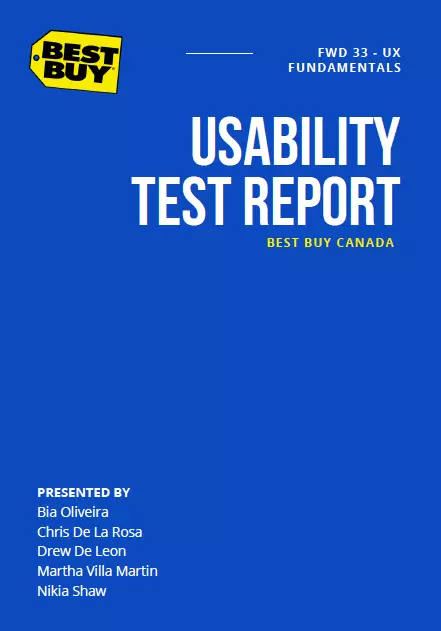 BEST
BUY
FWD 33 - UX
FUNDAMENTALS
USABILITY
TEST REPORT
BEST BUY CANADA
PRESENTED BY
Bia Oliveira
Chris De La Rosa
Drew De Leon
Martha Villa Martin
Nikia Shaw